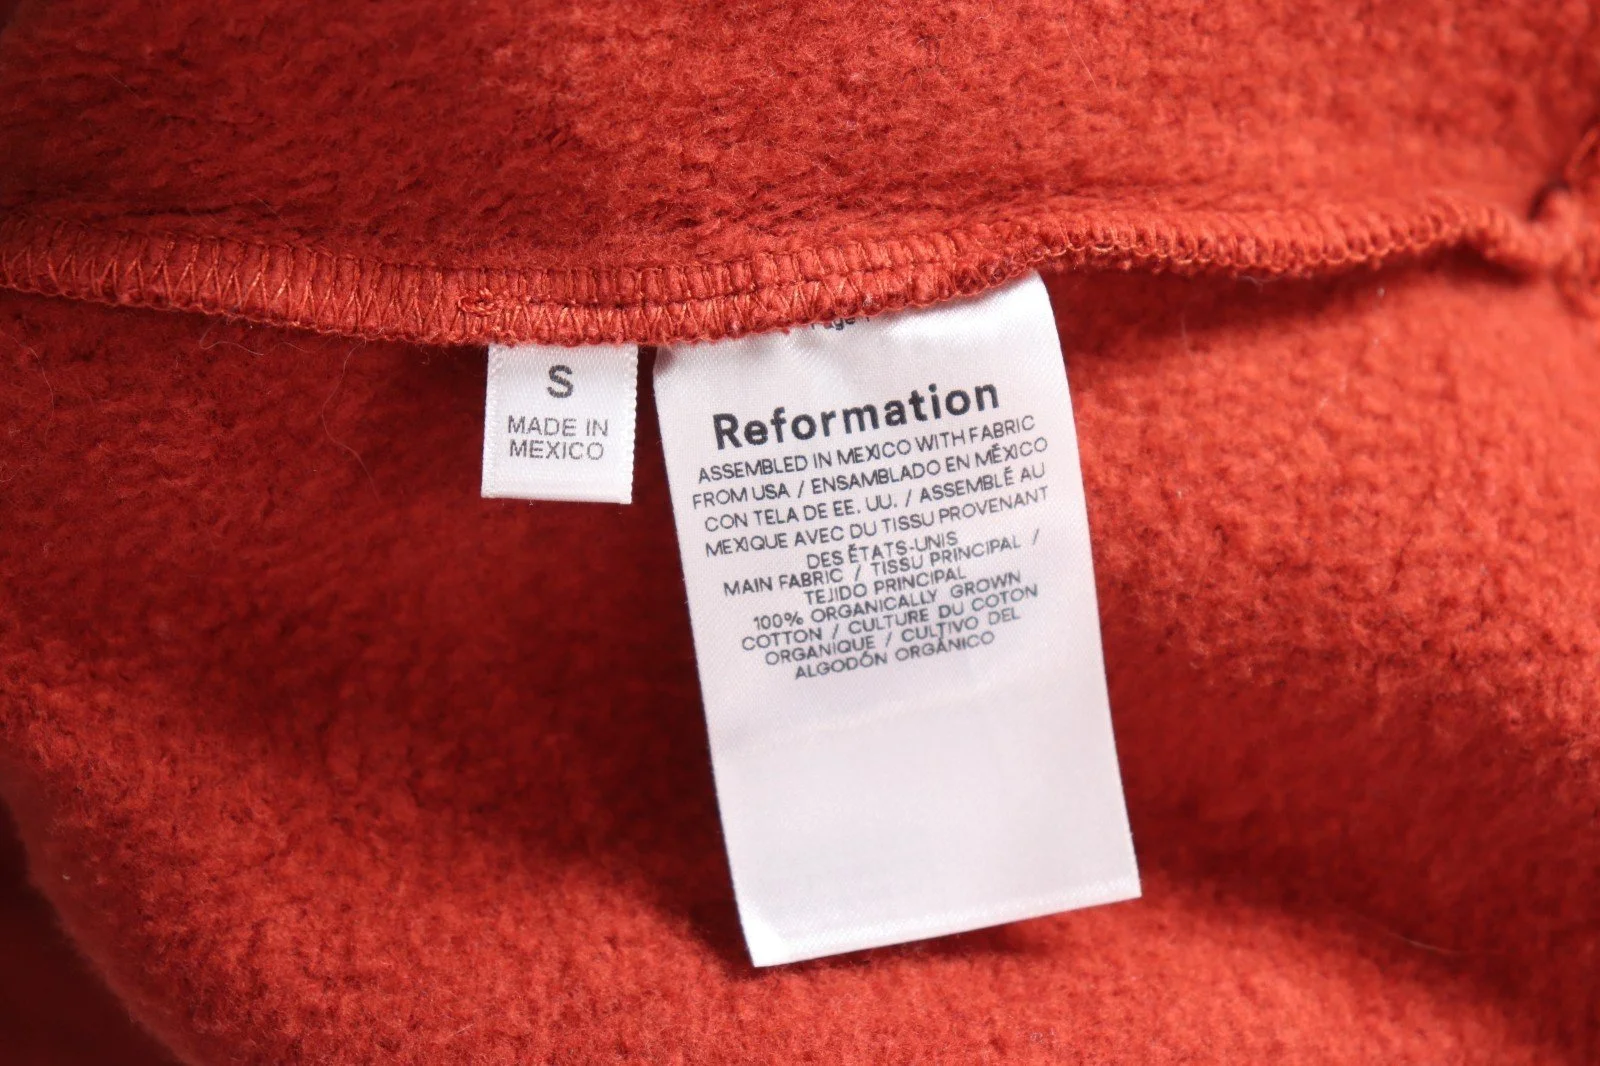 S
MADE IN
MEXICO
Reformation
ASSEMBLED IN MEXICO WITH FABRIC
FROM USA / ENSAMBLADO EN MÉXICO
CON TELA DE EE. UU. / ASSEMBLÉ AU
MEXIQUE AVEC DU TISSU PROVENANT
DES ÉTATS-UNIS
MAIN FABRIC / TISSU PRINCIPAL /
TEJIDO PRINCIPAL
100% ORGANICALLY GROWN
COTTON / CULTURE DU COTON
ORGANIQUE / CULTIVO DEL
ALGODÓN ORGÁNICO